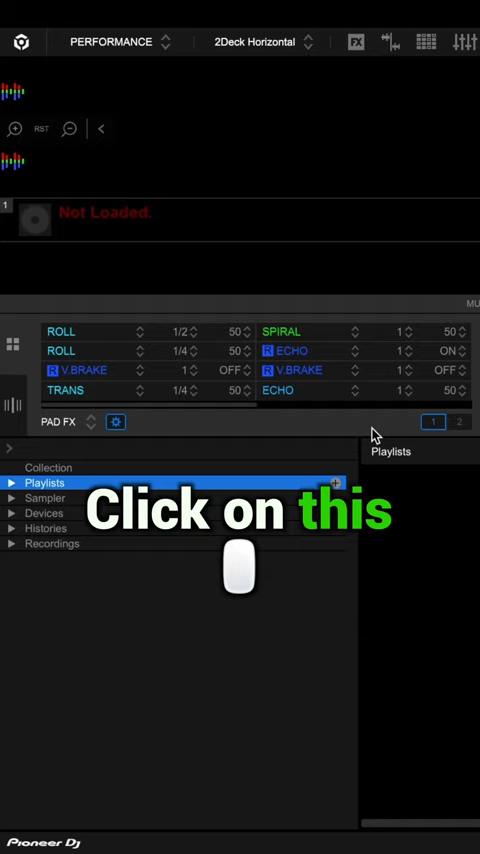 PERFORMANCE 2Deck Horizontal FX
RST
1
Not Loaded.
MU
ROLL 1/2 50 SPIRAL 1 50
ROLL 1/4 50 R ECHO 1 ON
R V.BRAKE 1 OFF R V.BRAKE 1 OFF
TRANS 1/4 50 ECHO 1 50
PAD FX 1 2
Playlists
Collection
Playlists
Sampler
Devices
Histories
Recordings
Click on this
Pioneer Dj